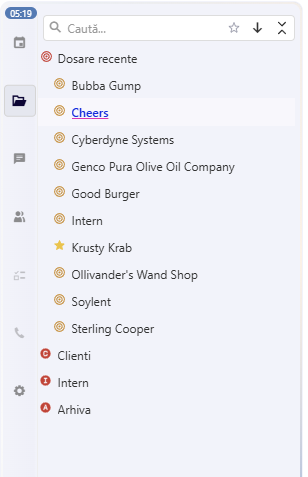 05:19
Caută...
Dosare recente
Bubba Gump
Cheers
Cyberdyne Systems
Genco Pura Olive Oil Company
Good Burger
Intern
Krusty Krab
Ollivander's Wand Shop
Soylent
Sterling Cooper
C Clienti
I Intern
A Arhiva